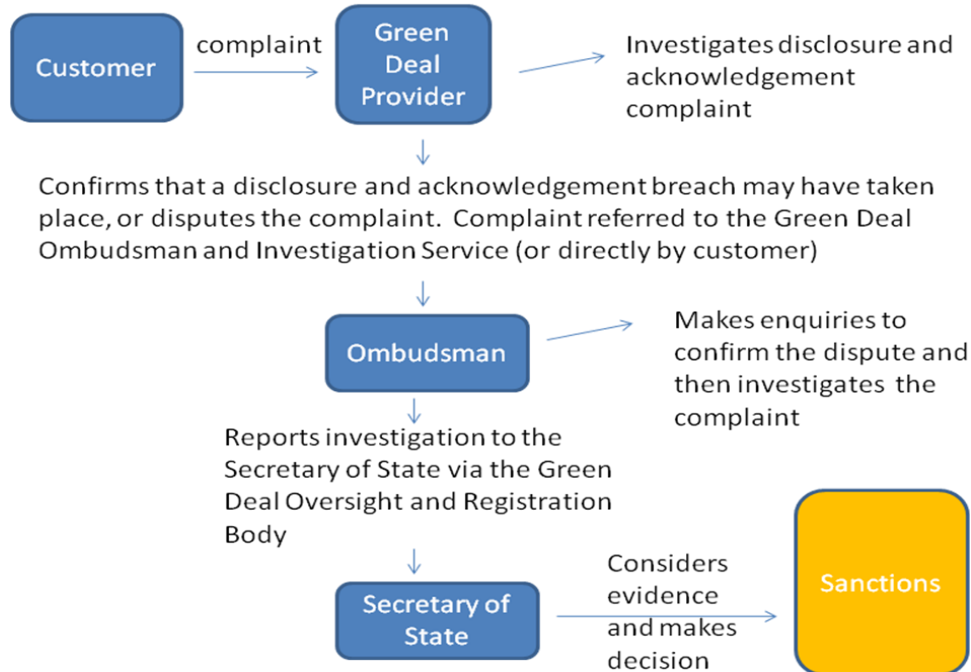 Customer
complaint
Green
Deal
Provider
Investigates disclosure and
acknowledgement
complaint
Confirms that a disclosure and acknowledgement breach may have taken
place, or disputes the complaint.  Complaint referred to the Green Deal
Ombudsman and Investigation Service (or directly by customer)
Ombudsman
Makes enquiries to
confirm the dispute and
then investigates  the
complaint
Reports investigation to the
Secretary of State via the Green
Deal Oversight and Registration
Body
Secretary of
State
Considers
evidence
and makes
decision
Sanctions